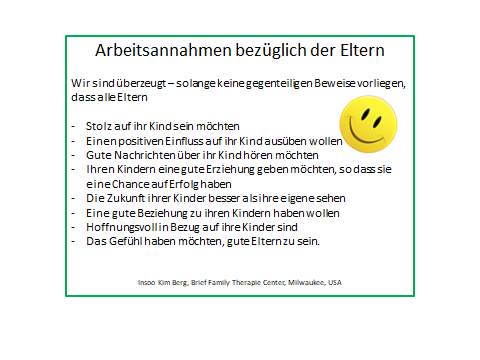 Arbeitsannahmen bezüglich der Eltern
Wir sind überzeugt – solange keine gegenteiligen Beweise vorliegen,
dass alle Eltern
- Stolz auf ihr Kind sein möchten
- Einen positiven Einfluss auf ihr Kind ausüben wollen
- Gute Nachrichten über ihr Kind hören möchten
- Ihren Kindern eine gute Erziehung geben möchten, so dass sie
eine Chance auf Erfolg haben
- Die Zukunft ihrer Kinder besser als ihre eigene sehen
- Eine gute Beziehung zu ihren Kindern haben wollen
- Hoffnungsvoll in Bezug auf ihre Kinder sind
- Das Gefühl haben möchten, gute Eltern zu sein.
Insoo Kim Berg, Brief Family Therapie Center, Milwaukee, USA